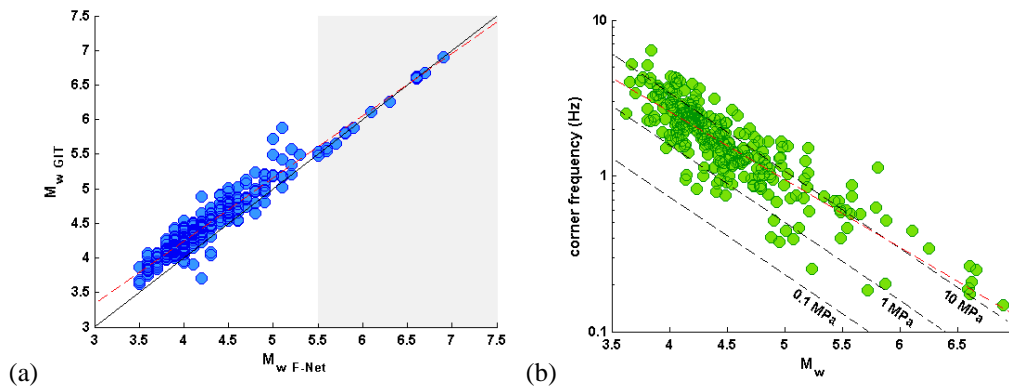 7.5
7
6.5
6
5.5
5
4.5
4
3.5
3
M w GIT
3 3.5 4 4.5 5 5.5 6 6.5 7 7.5
M w F-Net
(a)
10
1
0.1
corner frequency (Hz)
0.1 MPa
1 MPa
10 MPa
3.5 4 4.5 5 5.5 6 6.5
Mw
(b)